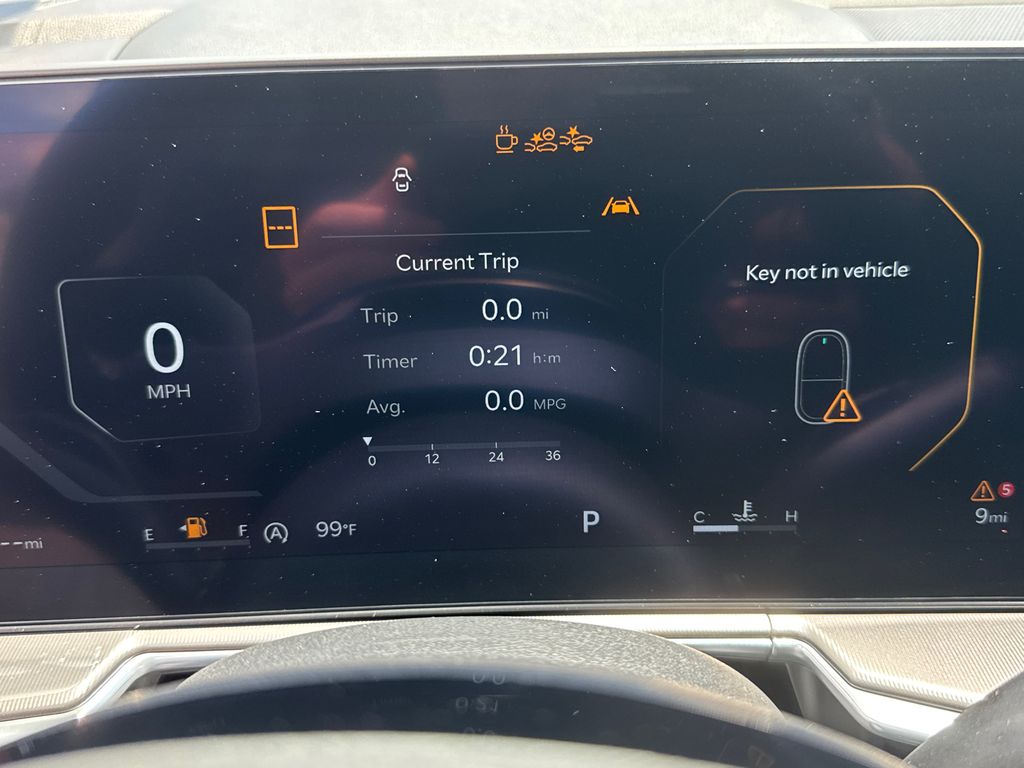 Current Trip
Trip 0.0 mi
Timer 0:21 h:m
Avg. 0.0 MPG
0 12 24 36
0
MPH
Key not in vehicle
--mi
E F A 99°F
P
C H
5
9mi